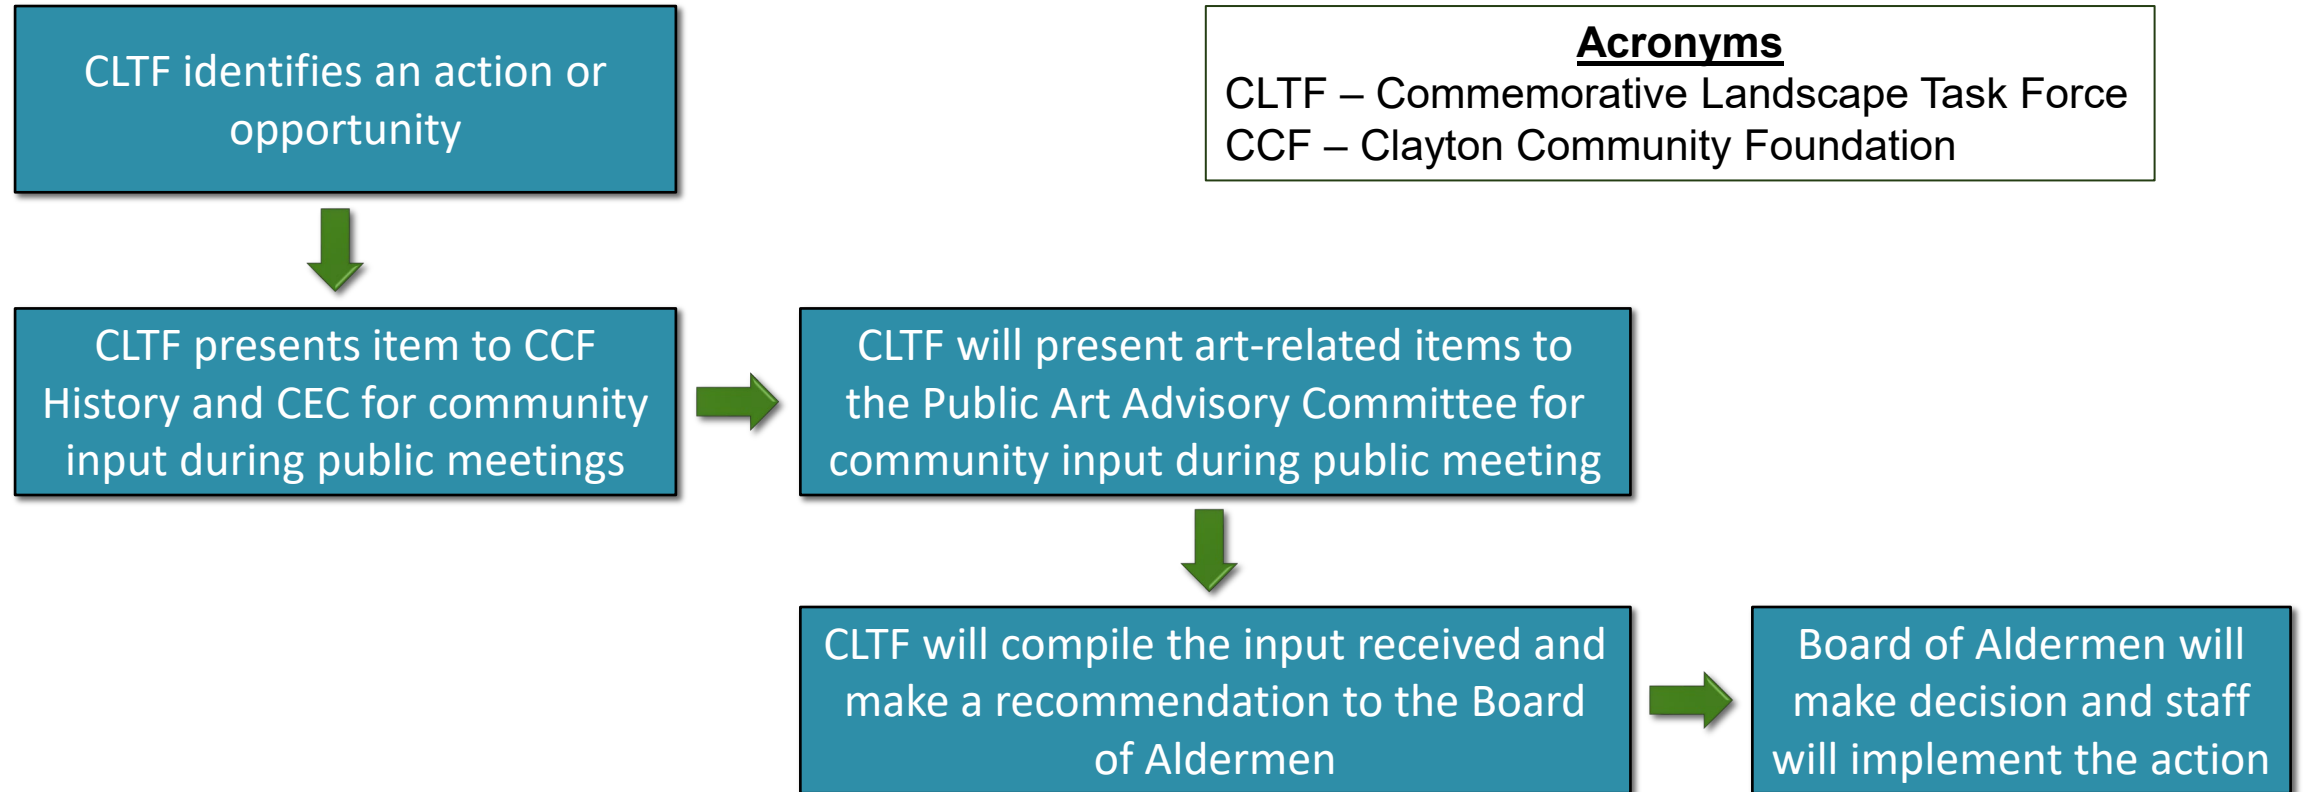 CLTF identifies an action or
opportunity
Acronyms
CLTF – Commemorative Landscape Task Force
CCF – Clayton Community Foundation
CLTF presents item to CCF
History and CEC for community
input during public meetings
CLTF will present art-related items to
the Public Art Advisory Committee for
community input during public meeting
CLTF will compile the input received and
make a recommendation to the Board
of Aldermen
Board of Aldermen will
make decision and staff
will implement the action